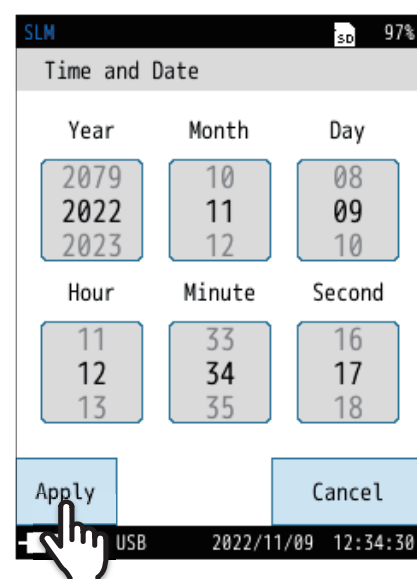 SLM SD 97%
Time and Date
Year Month Day
2079 10 08
2022 11 09
2023 12 10
Hour Minute Second
11 33 16
12 34 17
13 35 18
Apply Cancel
USB 2022/11/09 12:34:30